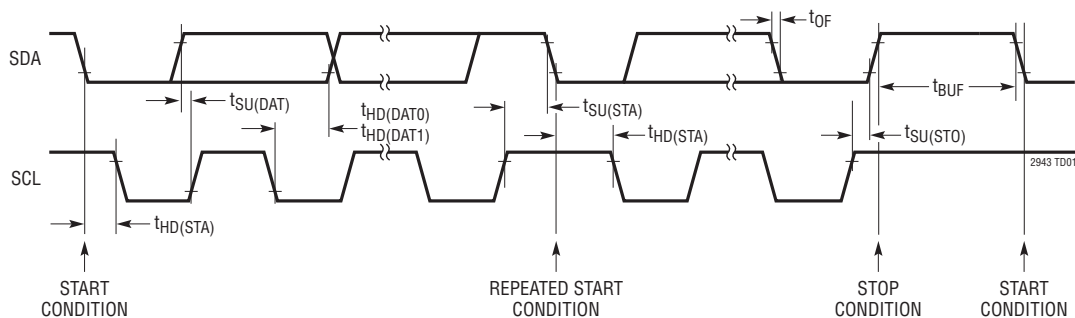 tOF
SDA
tSU(DAT)
tHD(DAT0)
tHD(DAT1)
tSU(STA)
tHD(STA)
tBUF
tSU(STO)
SCL
2943 TD01
tHD(STA)
START
CONDITION
REPEATED START
CONDITION
STOP
CONDITION
START
CONDITION